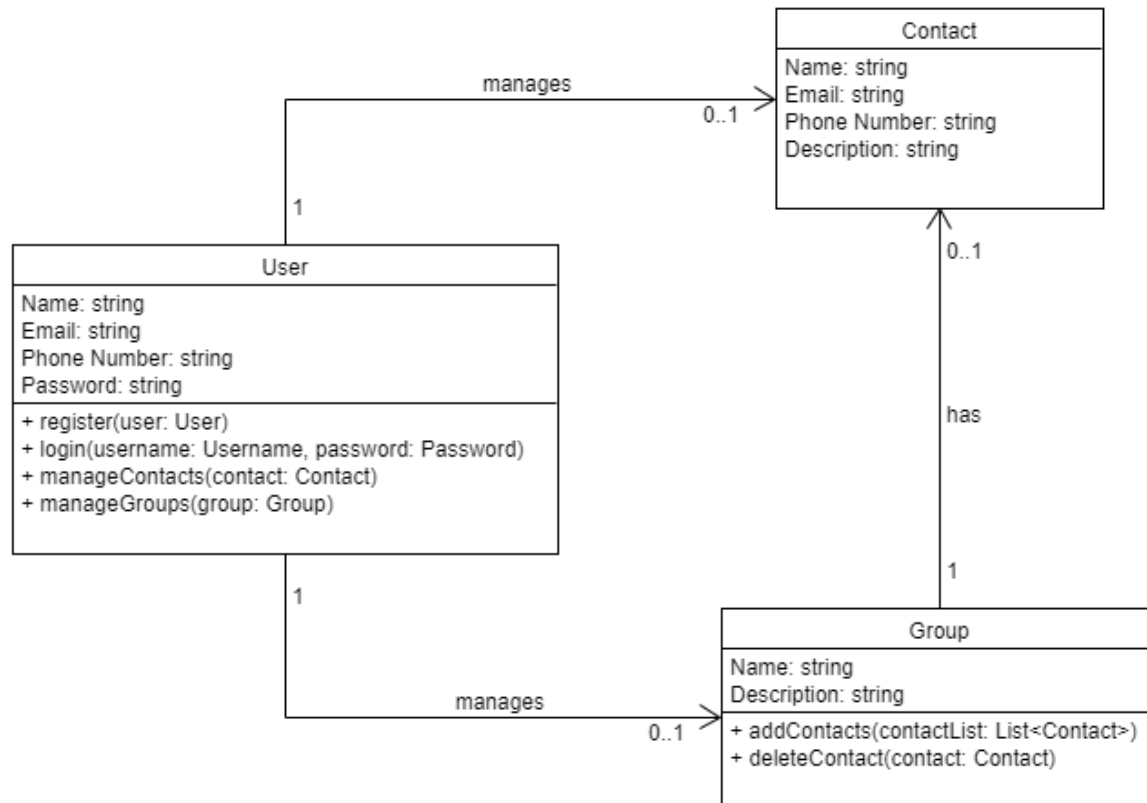 Contact
Name: string
Email: string
Phone Number: string
Description: string
manages
0..1
1
User
Name: string
Email: string
Phone Number: string
Password: string
+ register(user: User)
+ login(username: Username, password: Password)
+ manageContacts(contact: Contact)
+ manageGroups(group: Group)
0..1
has
1
1
manages
0..1
Group
Name: string
Description: string
+ addContacts(contactList: List<Contact>)
+ deleteContact(contact: Contact)